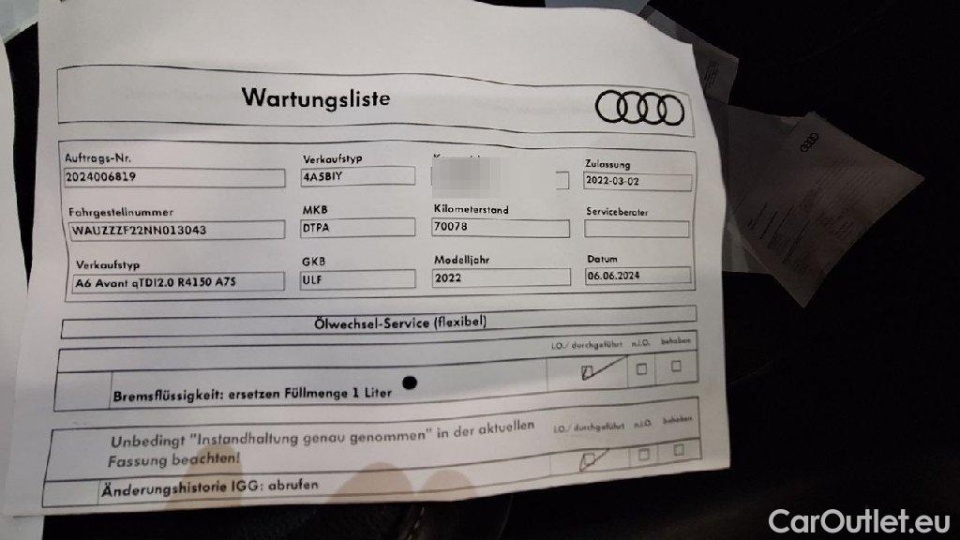 Wartungsliste
Auftrags-Nr. Verkaufstyp Zulassung
2024006819 4A5BIY 2022-03-02
Fahrgestellnummer MKB Kilometerstand Serviceberater
WAUZZZF22NN013043 DTPA 70078
Verkaufstyp GKB Modelljahr Datum
A6 Avant qTDI2.0 R4150 A7S ULF 2022 06.06.2024
Ölwechsel-Service (flexibel)
i.O./ durchgeführt n.i.O. behoben
Bremsflüssigkeit: ersetzen Füllmenge 1 Liter
Unbedingt "Instandhaltung genau genommen" in der aktuellen
Fassung beachten!
i.O./ durchgeführt n.i.O. behoben
Änderungshistorie IGG: abrufen
CarOutlet.eu